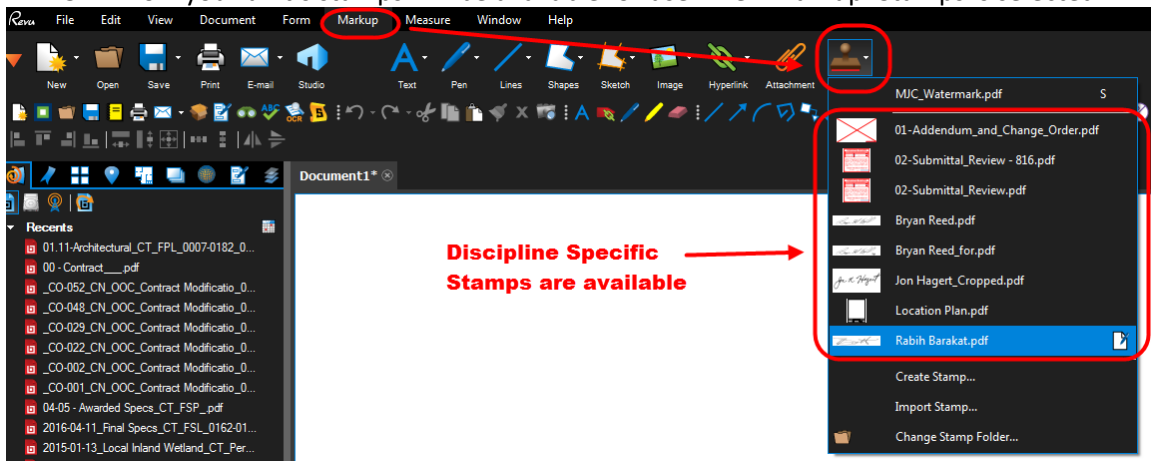 Revu File Edit View Document Form Markup Measure Window Help
New Open Save Print E-mail Studio Text Pen Lines Shapes Sketch Image Hyperlink Attachment
MJC_Watermark.pdf S
01-Addendum_and_Change_Order.pdf
02-Submittal_Review - 816.pdf
02-Submittal_Review.pdf
Bryan Reed.pdf
Bryan Reed_for.pdf
Jon Hagert_Cropped.pdf
Location Plan.pdf
Rabih Barakat.pdf
Create Stamp...
Import Stamp...
Change Stamp Folder...
Document1*
Discipline Specific
Stamps are available
Recents
01.11-Architectural_CT_FPL_0007-0182_0...
00 - Contract___.pdf
_CO-052_CN_OOC_Contract Modificatio_0...
_CO-048_CN_OOC_Contract Modificatio_0...
_CO-029_CN_OOC_Contract Modificatio_0...
_CO-022_CN_OOC_Contract Modificatio_0...
_CO-002_CN_OOC_Contract Modificatio_0...
_CO-001_CN_OOC_Contract Modificatio_0...
04-05 - Awarded Specs_CT_FSP_.pdf
2016-04-11_Final Specs_CT_FSL_0162-01...
2015-01-13_Local Inland Wetland_CT_Per...